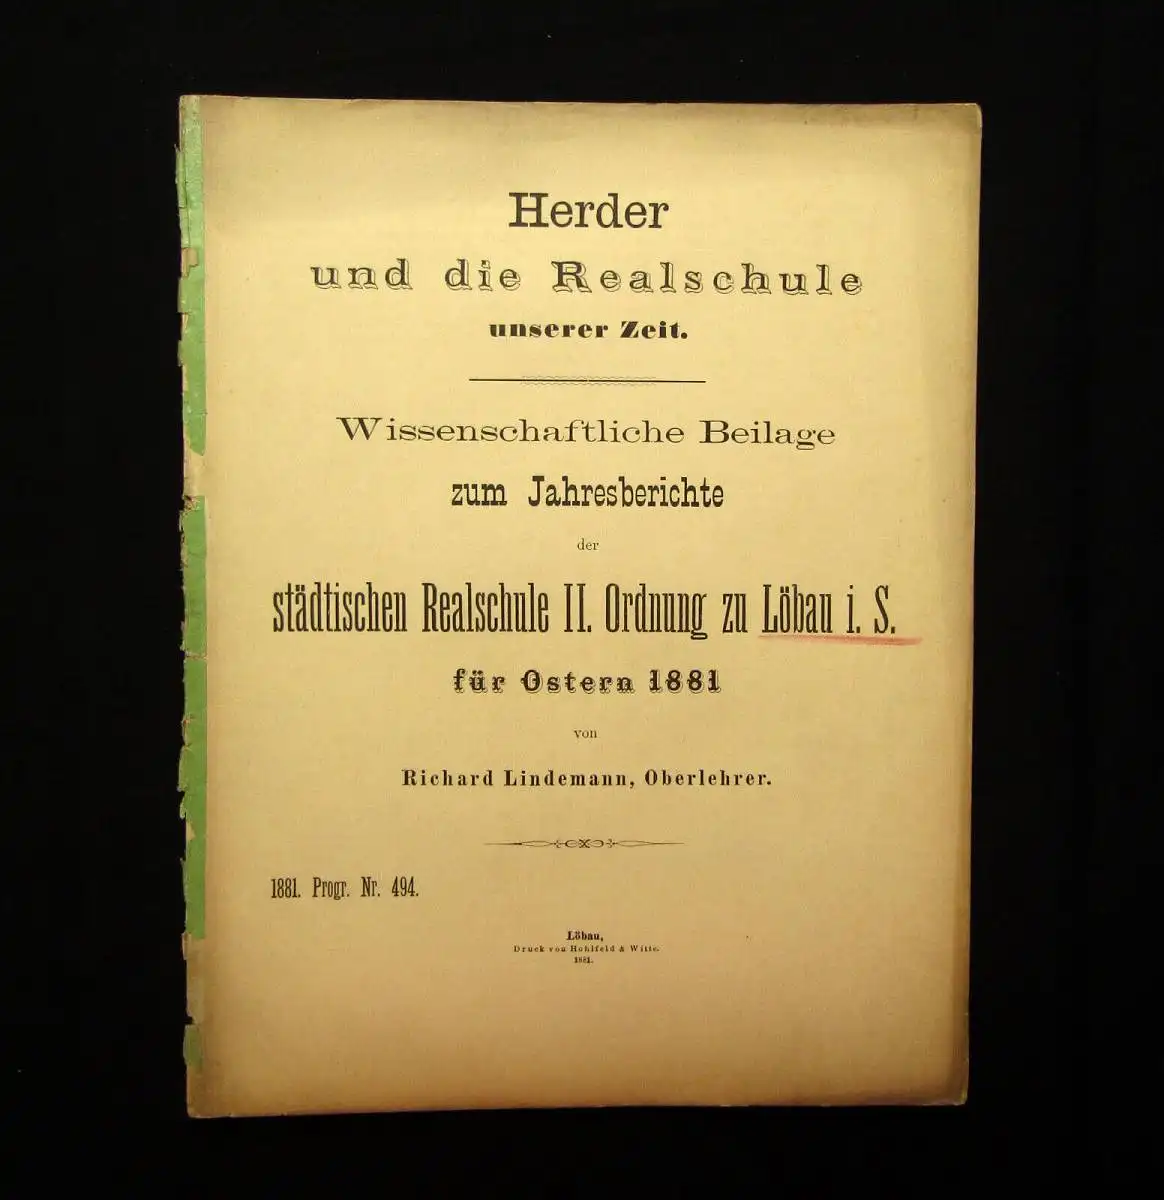 Herder
und die Realschule
unserer Zeit.
Wissenschaftliche Beilage
zum Jahresberichte
der
städtischen Realschule II. Ordnung zu Löbau i. S.
für Ostern 1881
von
Richard Lindemann, Oberlehrer.
1881. Progr. Nr. 494.
Löbau,
Druck von Hohlfeld & Witte.
1881.